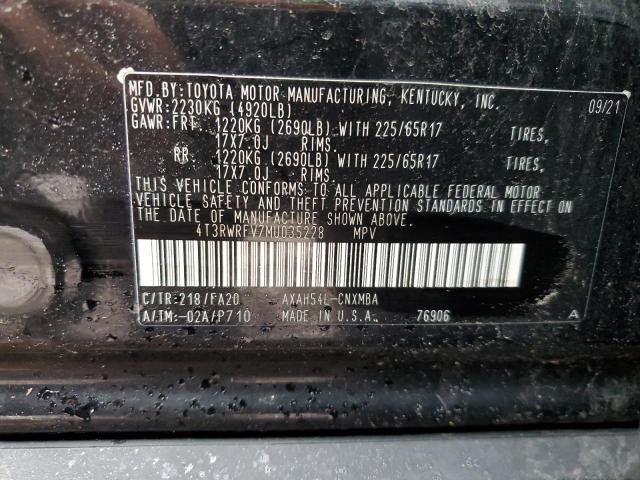 MFD.BY:TOYOTA MOTOR MANUFACTURING, KENTUCKY, INC. 09/21
GVWR:2230KG (4920LB)
GAWR:FRT 1220KG (2690LB) WITH 225/65R17 TIRES,
17X7.0J RIMS.
RR 1220KG (2690LB) WITH 225/65R17 TIRES,
17X7.0J RIMS.
THIS VEHICLE CONFORMS TO ALL APPLICABLE FEDERAL MOTOR
VEHICLE SAFETY AND THEFT PREVENTION STANDARDS IN EFFECT ON
THE DATE OF MANUFACTURE SHOWN ABOVE.
4T3RWRFV7MU035228 MPV
C/TR:218/FA20 AXAH54L-CNXMBA
A/TM:-02A/P710 MADE IN U.S.A. 76906 A